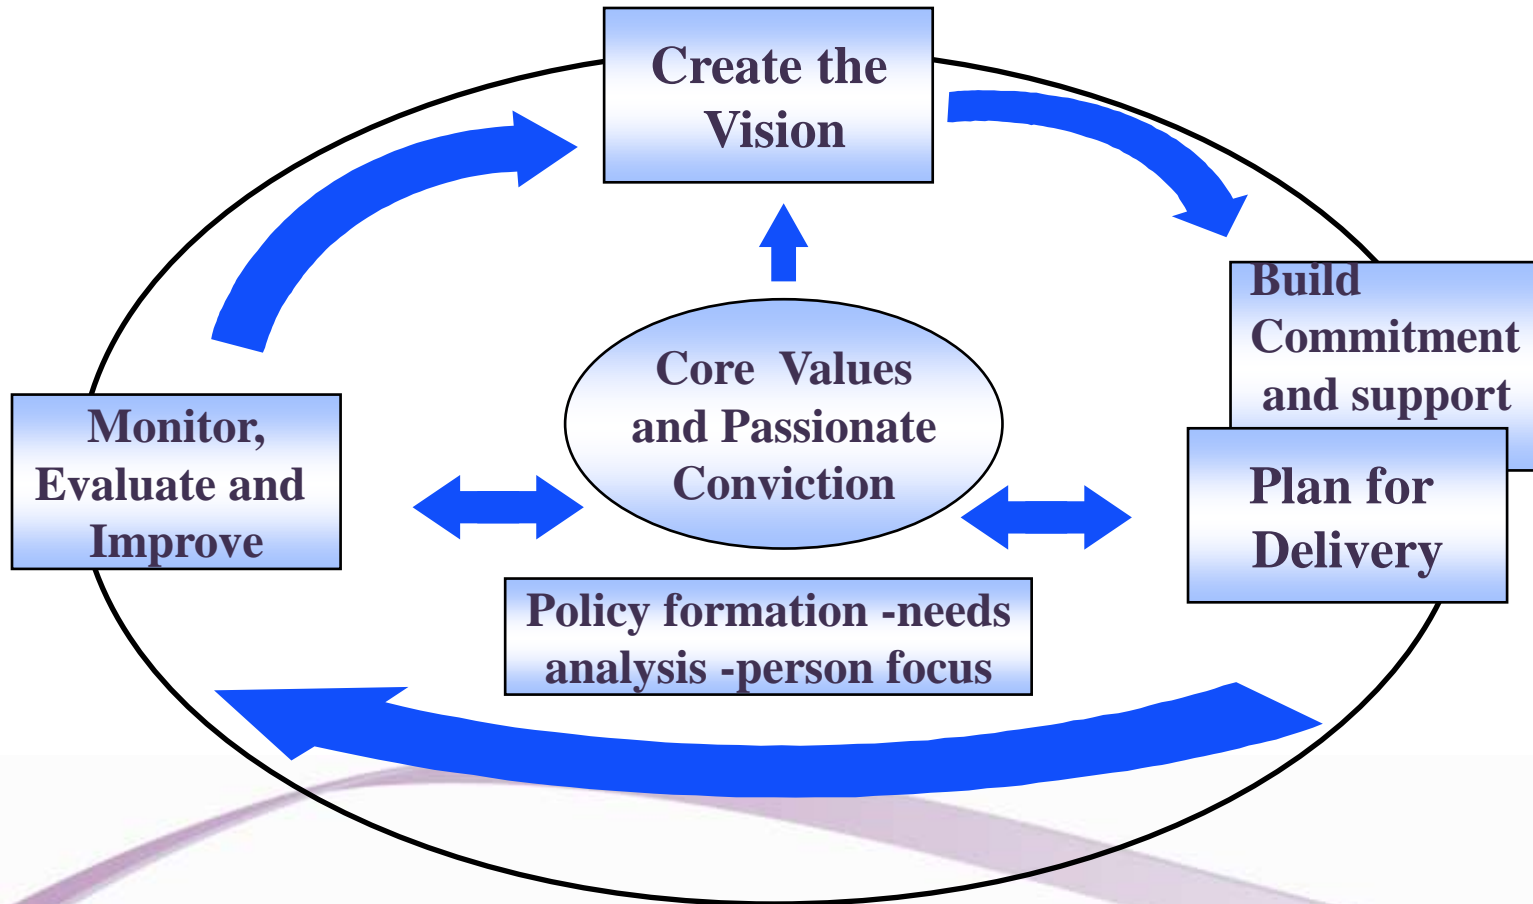 Create the
Vision
Build
Commitment
and support
Core Values
and Passionate
Conviction
Monitor,
Evaluate and
Improve
Plan for
Delivery
Policy formation -needs
analysis -person focus